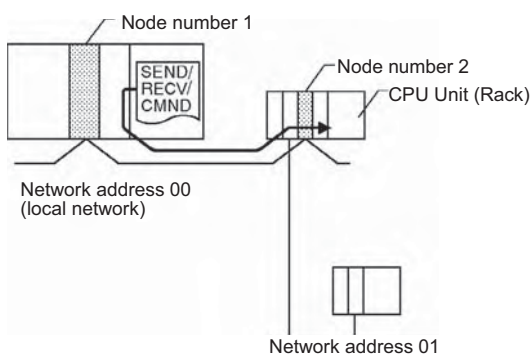 Node number 1
SEND/
RECV/
CMND
Node number 2
CPU Unit (Rack)
Network address 00
(local network)
Network address 01